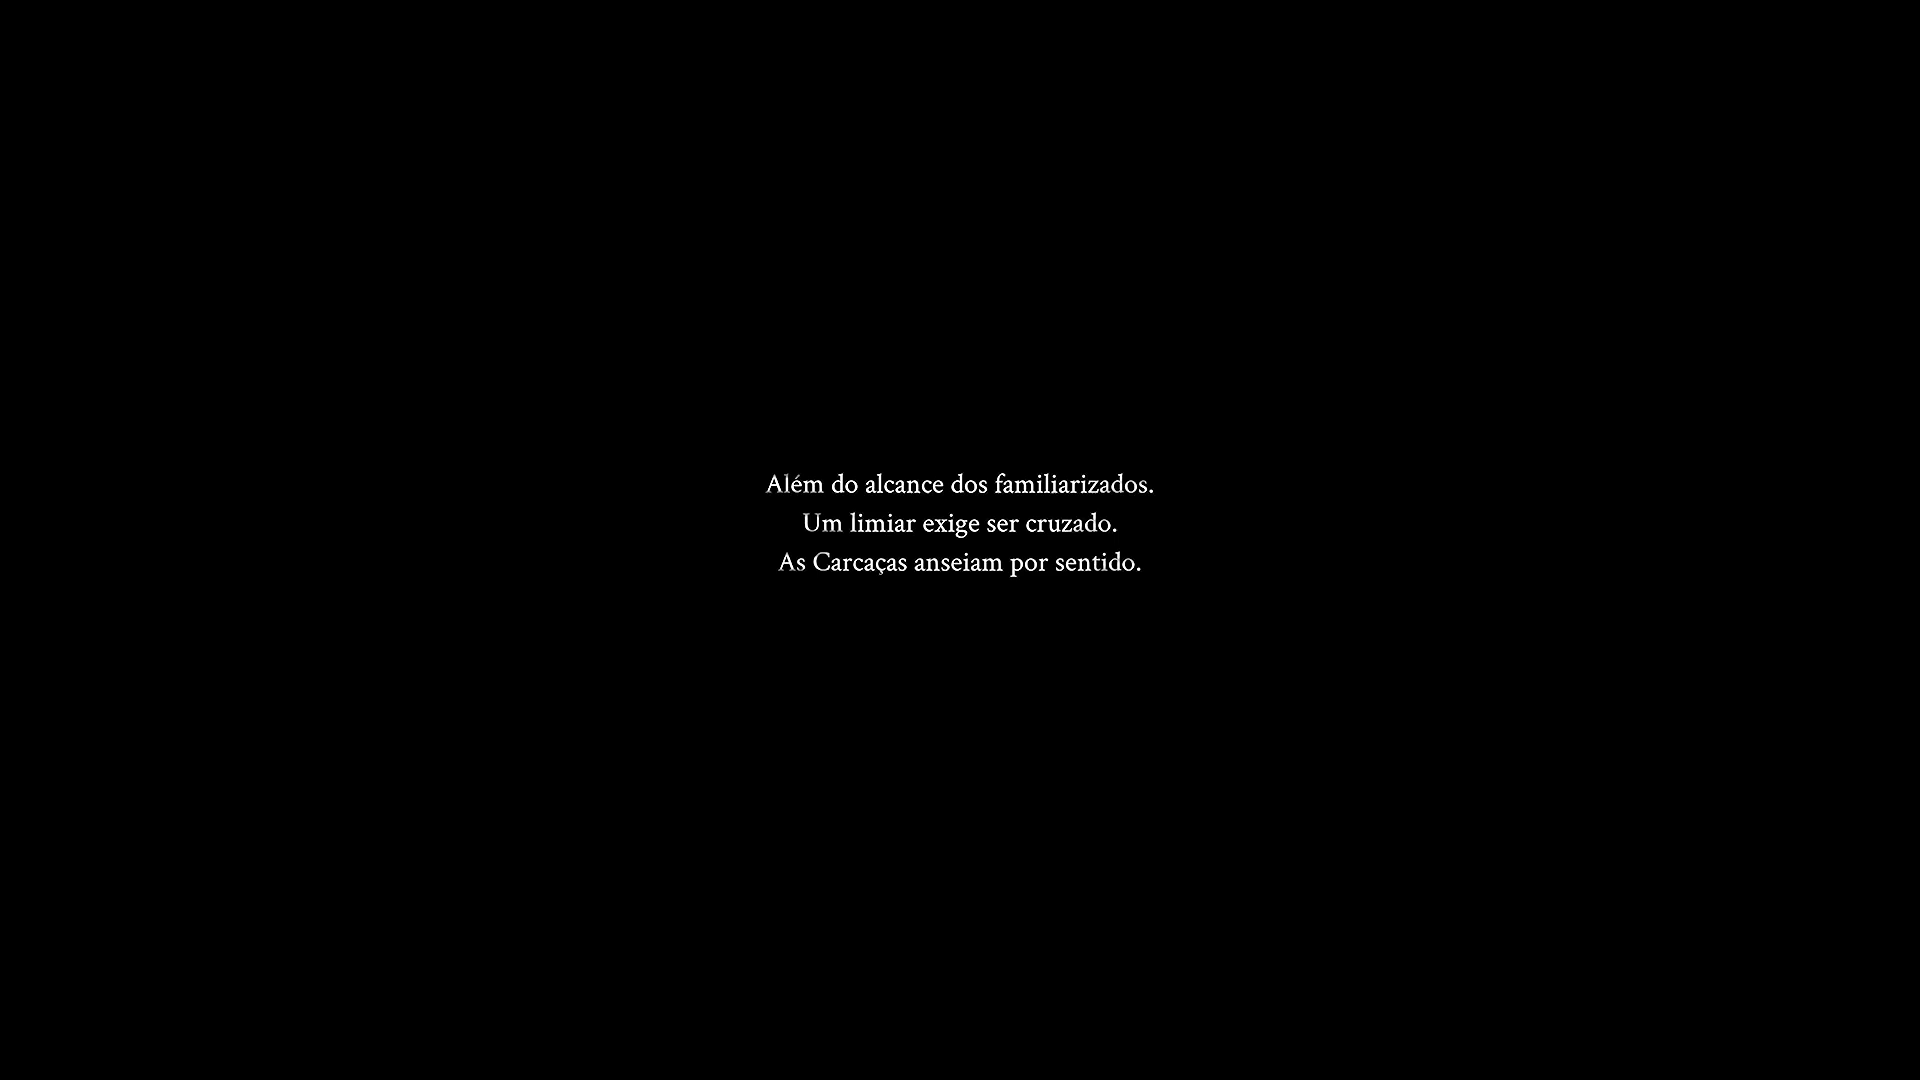 Além do alcance dos familiarizados.
Um limiar exige ser cruzado.
As Carcaças anseiam por sentido.